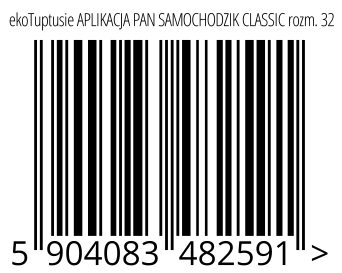 ekoTuptusie APLIKACJA PAN SAMOCHODZIK CLASSIC rozm. 32
5 904083 482591 >